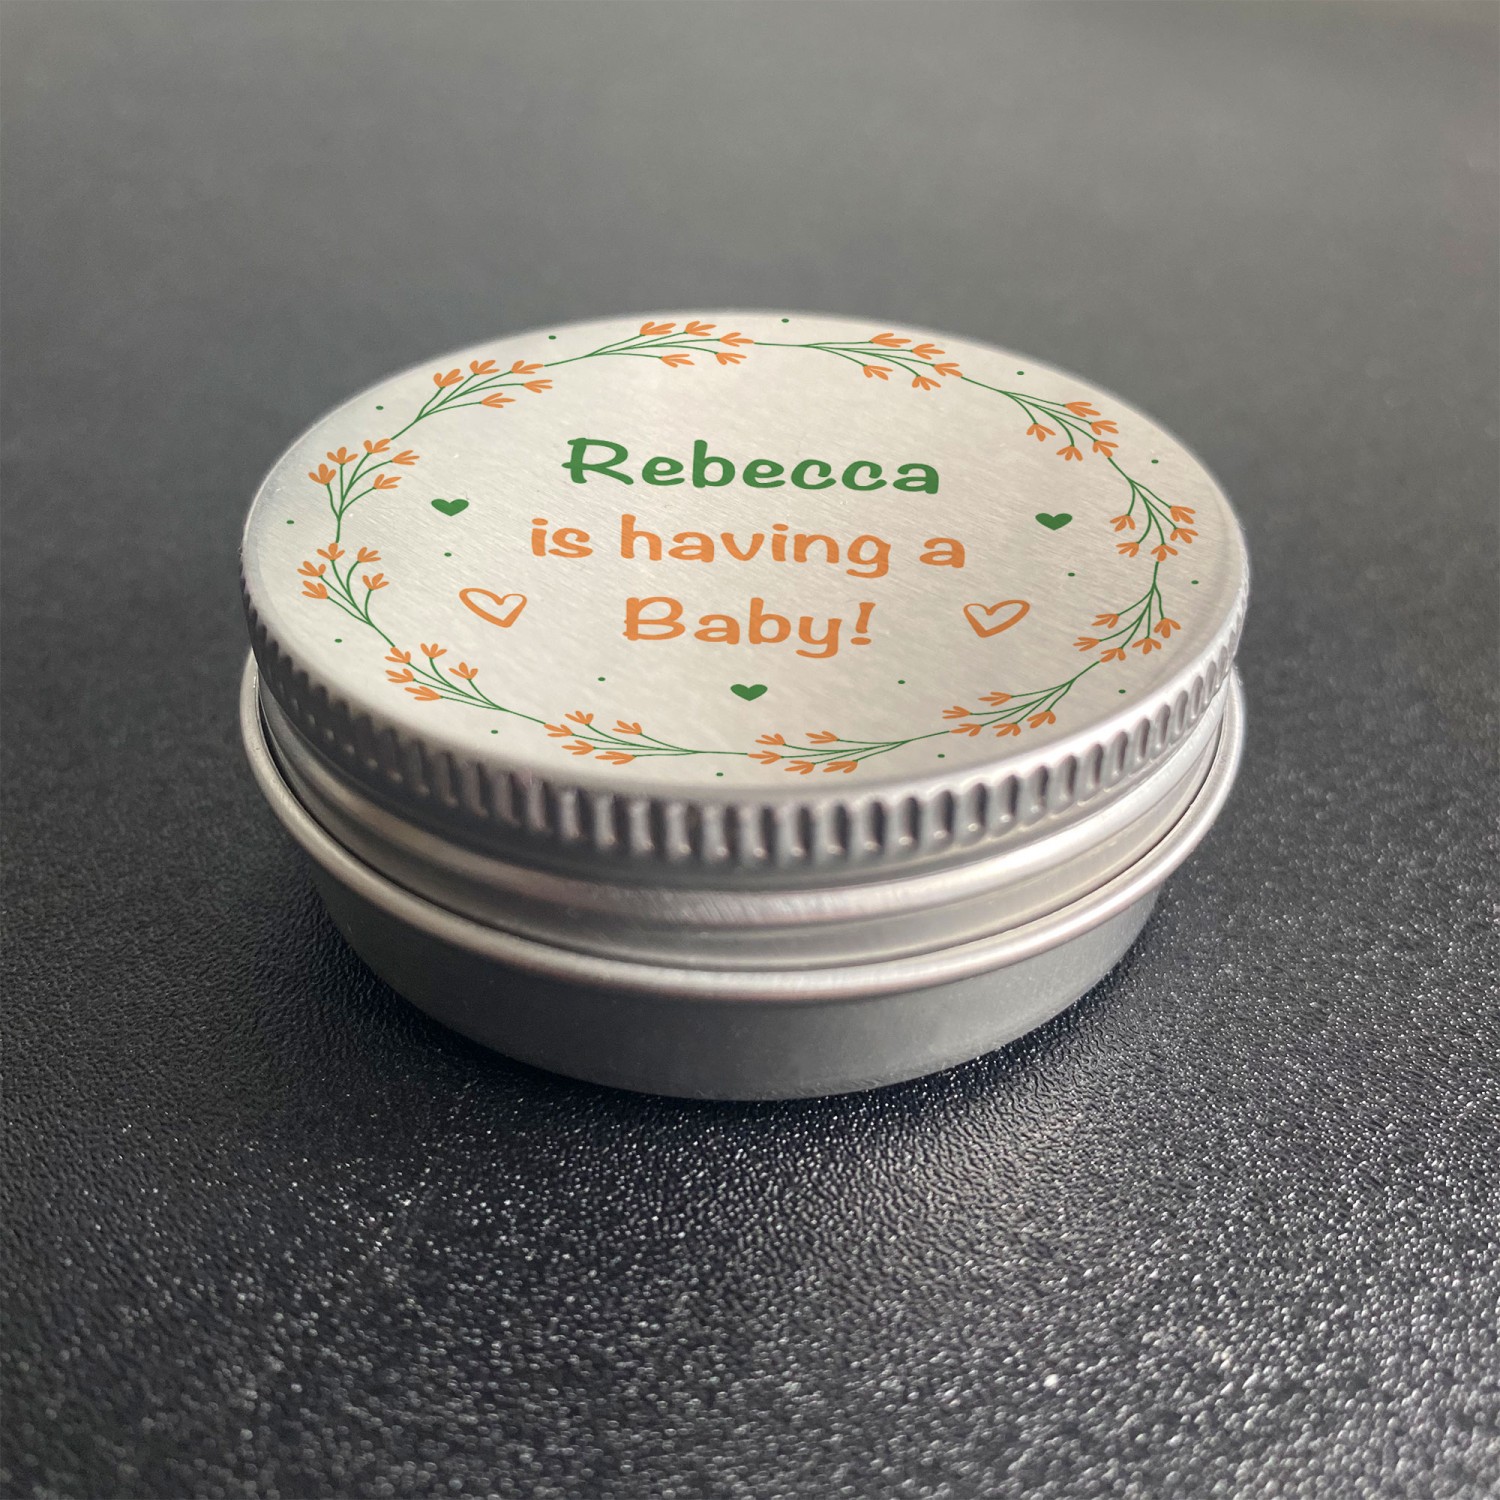 Rebecca
is having a
Baby!